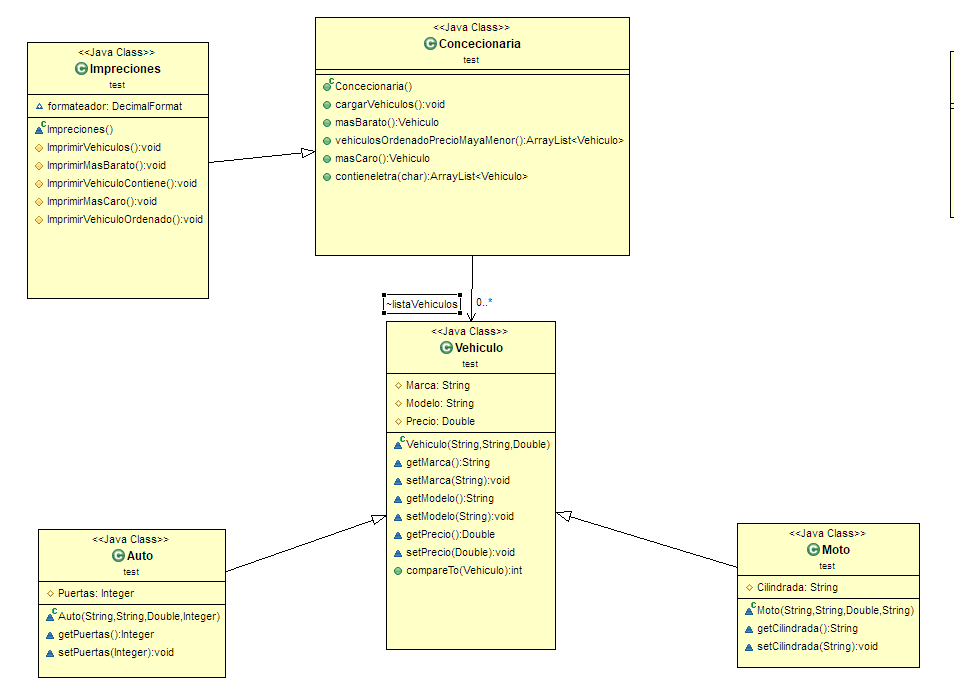 <<Java Class>>
Impreciones
test
formateador: DecimalFormat
Impreciones()
ImprimirVehiculos():void
ImprimirMasBarato():void
ImprimirVehiculoContiene():void
ImprimirMasCaro():void
ImprimirVehiculoOrdenado():void
<<Java Class>>
Concecionaria
test
Concecionaria()
cargarVehiculos():void
masBarato():Vehiculo
vehiculosOrdenadoPrecioMayaMenor():ArrayList<Vehiculo>
masCaro():Vehiculo
contieneletra(char):ArrayList<Vehiculo>
~listaVehiculos 0..*
<<Java Class>>
Vehiculo
test
Marca: String
Modelo: String
Precio: Double
Vehiculo(String,String,Double)
getMarca():String
setMarca(String):void
getModelo():String
setModelo(String):void
getPrecio():Double
setPrecio(Double):void
compareTo(Vehiculo):int
<<Java Class>>
Auto
test
Puertas: Integer
Auto(String,String,Double,Integer)
getPuertas():Integer
setPuertas(Integer):void
<<Java Class>>
Moto
test
Cilindrada: String
Moto(String,String,Double,String)
getCilindrada():String
setCilindrada(String):void